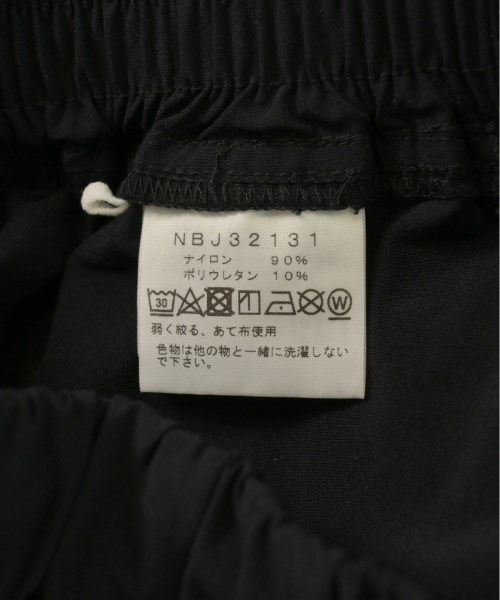 NBJ32131
ナイロン 90%
ポリウレタン 10%
30 W
弱く絞る、あて布使用
色物は他の物と一緒に洗濯しない
で下さい。